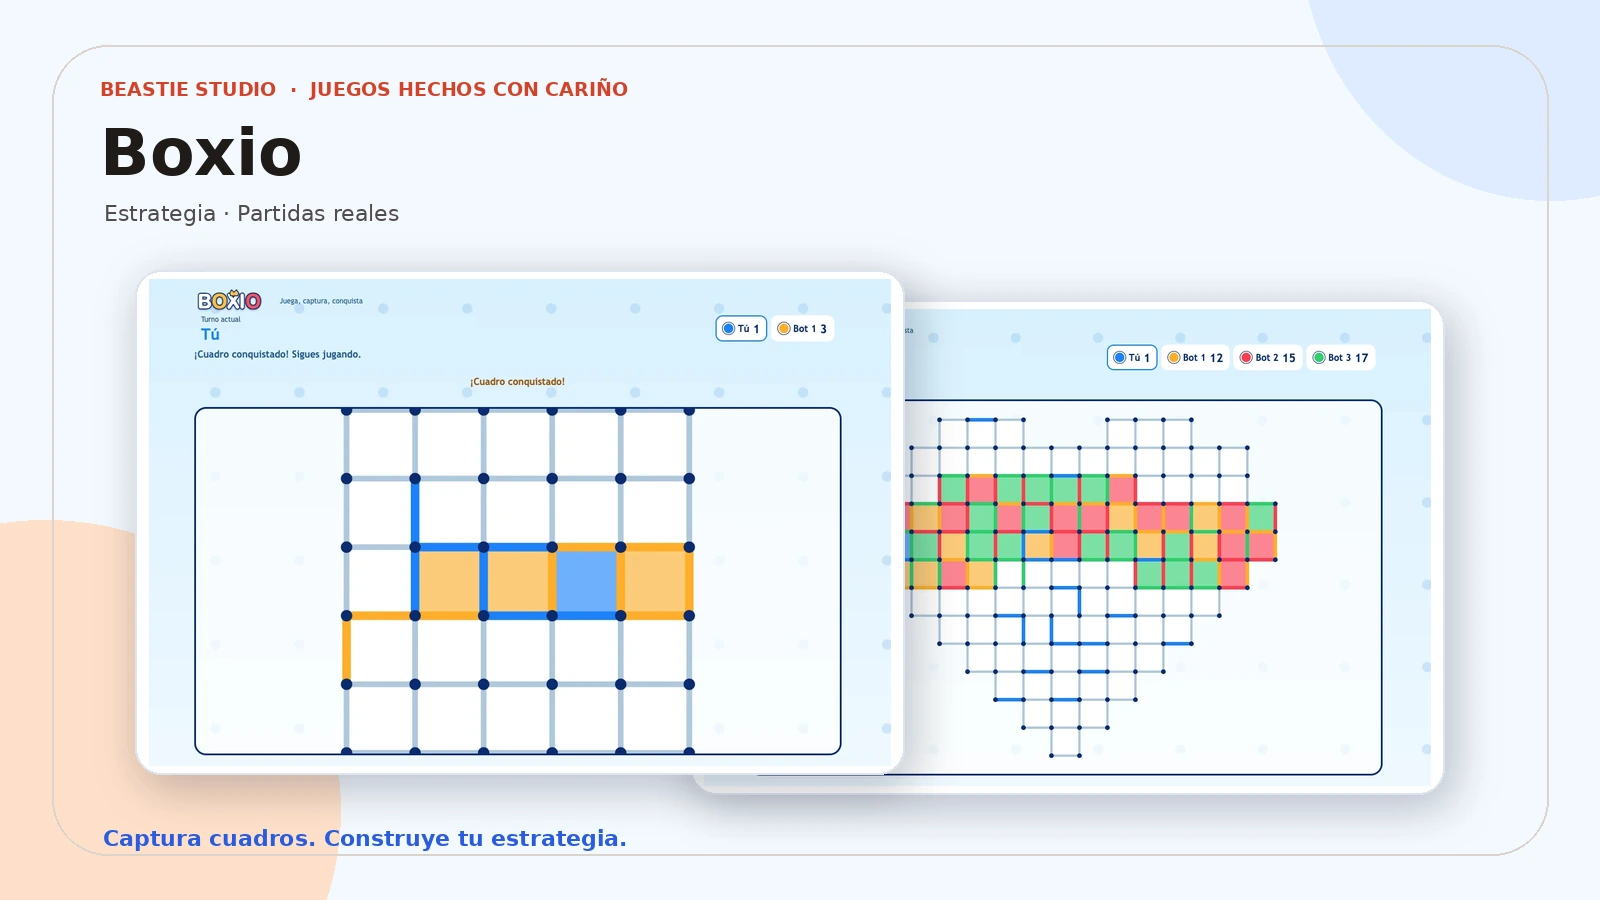 BEASTIE STUDIO · JUEGOS HECHOS CON CARIÑO
Boxio
Estrategia · Partidas reales
BOXIO
Juega, captura, conquista
Turno actual
Tú
¡Cuadro conquistado! Sigues jugando.
Tú 1
Bot 1 3
¡Cuadro conquistado!
Tú 1
Bot 1 12
Bot 2 15
Bot 3 17
Captura cuadros. Construye tu estrategia.